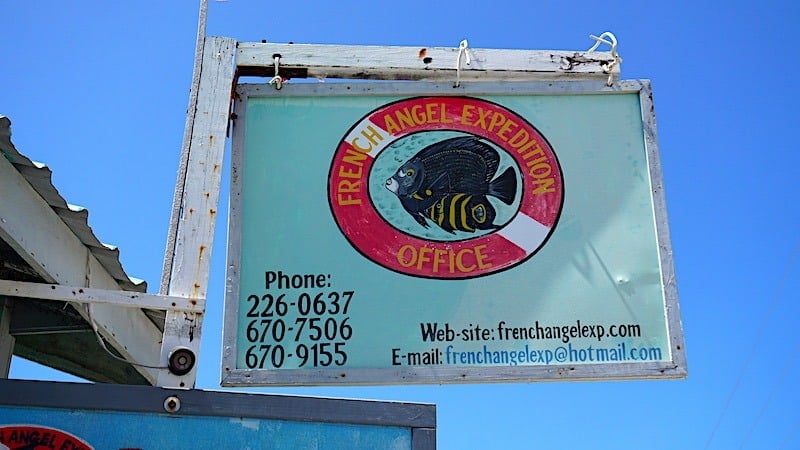 FRENCH ANGEL EXPEDITION
OFFICE
Phone:
226-0637
670-7506
670-9155
Web-site: frenchangelexp.com
E-mail: frenchangelexp@hotmail.com
ANGEL